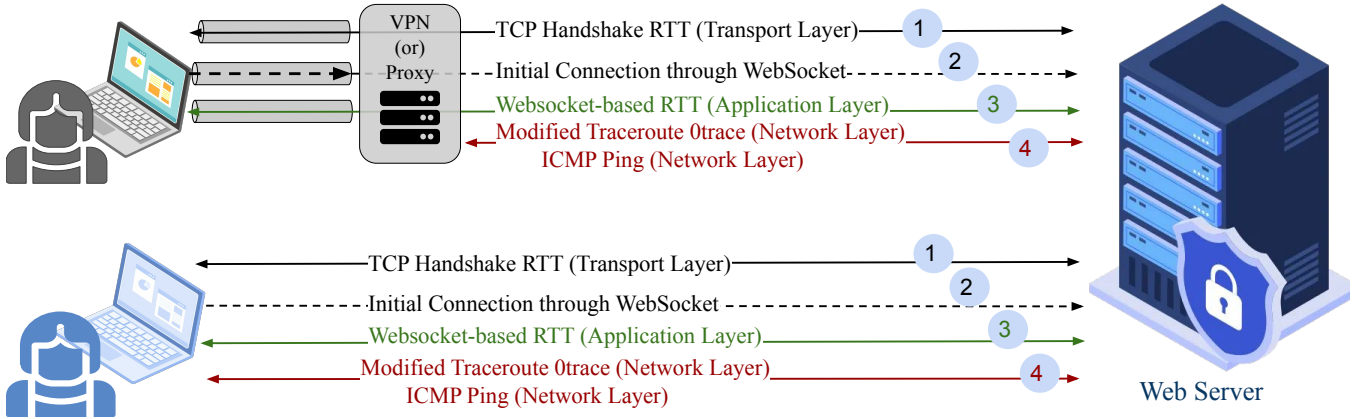 VPN
(or)
Proxy
TCP Handshake RTT (Transport Layer) 1
Initial Connection through WebSocket 2
Websocket-based RTT (Application Layer) 3
Modified Traceroute 0trace (Network Layer)
ICMP Ping (Network Layer) 4
TCP Handshake RTT (Transport Layer) 1
Initial Connection through WebSocket 2
Websocket-based RTT (Application Layer) 3
Modified Traceroute 0trace (Network Layer) 4
ICMP Ping (Network Layer)
Web Server